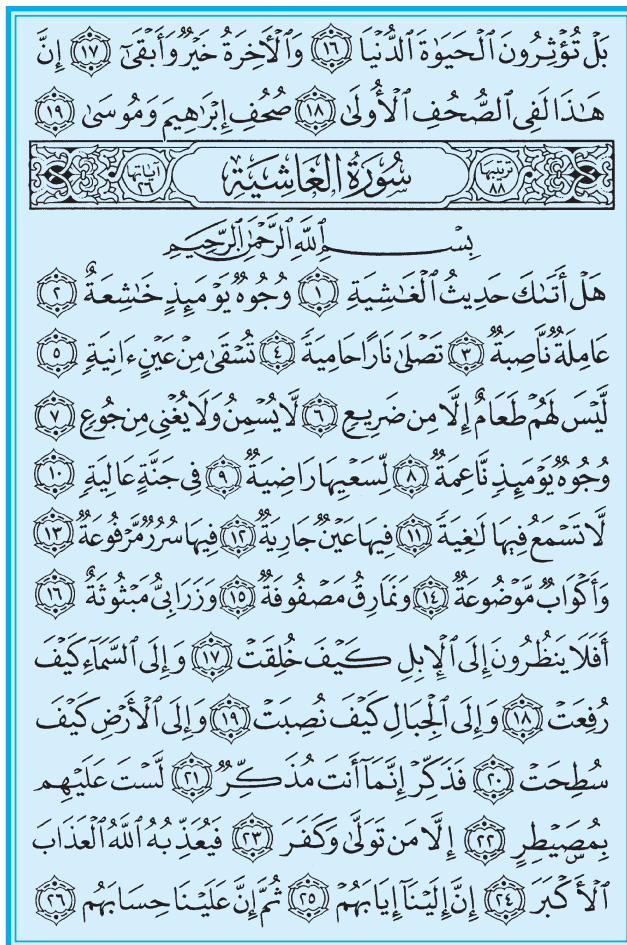 بَلْ تُؤْثِرُونَ ٱلْحَيَوٰةَ ٱلدُّنْيَا ١٦ وَٱلْأَخِرَةُ خَيْرٌ وَأَبْقَىٰٓ ١٧ إِنَّ
هَـٰذَا لَفِى ٱلصُّحُفِ ٱلْأُولَىٰ ١٨ صُحُفِ إِبْرَٰهِيمَ وَمُوسَىٰ ١٩
ترتيبها ٨٨ سُورَةُ الغَاشِيَةِ آياتها ٢٦
بِسْمِ ٱللَّهِ ٱلرَّحْمَـٰنِ ٱلرَّحِيمِ
هَلْ أَتَىٰكَ حَدِيثُ ٱلْغَـٰشِيَةِ ١ وُجُوهٌ يَوْمَئِذٍ خَـٰشِعَةٌ ٢
عَامِلَةٌ نَّاصِبَةٌ ٣ تَصْلَىٰ نَارًا حَامِيَةً ٤ تُسْقَىٰ مِنْ عَيْنٍ ءَانِيَةٍ ٥
لَّيْسَ لَهُمْ طَعَامٌ إِلَّا مِن ضَرِيعٍ ٦ لَّا يُسْمِنُ وَلَا يُغْنِى مِن جُوعٍ ٧
وُجُوهٌ يَوْمَئِذٍ نَّاعِمَةٌ ٨ لِّسَعْيِهَا رَاضِيَةٌ ٩ فِى جَنَّةٍ عَالِيَةٍ ١٠
لَّا تَسْمَعُ فِيهَا لَـٰغِيَةً ١١ فِيهَا عَيْنٌ جَارِيَةٌ ١٢ فِيهَا سُرُرٌ مَّرْفُوعَةٌ ١٣
وَأَكْوَابٌ مَّوْضُوعَةٌ ١٤ وَنَمَارِقُ مَصْفُوفَةٌ ١٥ وَزَرَابِىُّ مَبْثُوثَةٌ ١٦
أَفَلَا يَنظُرُونَ إِلَى ٱلْإِبِلِ كَيْفَ خُلِقَتْ ١٧ وَإِلَى ٱلسَّمَآءِ كَيْفَ
رُفِعَتْ ١٨ وَإِلَى ٱلْجِبَالِ كَيْفَ نُصِبَتْ ١٩ وَإِلَى ٱلْأَرْضِ كَيْفَ
سُطِحَتْ ٢٠ فَذَكِّرْ إِنَّمَآ أَنتَ مُذَكِّرٌ ٢١ لَّسْتَ عَلَيْهِم
بِمُصَيْطِرٍ ٢٢ إِلَّا مَن تَوَلَّىٰ وَكَفَرَ ٢٣ فَيُعَذِّبُهُ ٱللَّهُ ٱلْعَذَابَ
ٱلْأَكْبَرَ ٢٤ إِنَّ إِلَيْنَآ إِيَابَهُمْ ٢٥ ثُمَّ إِنَّ عَلَيْنَا حِسَابَهُم ٢٦